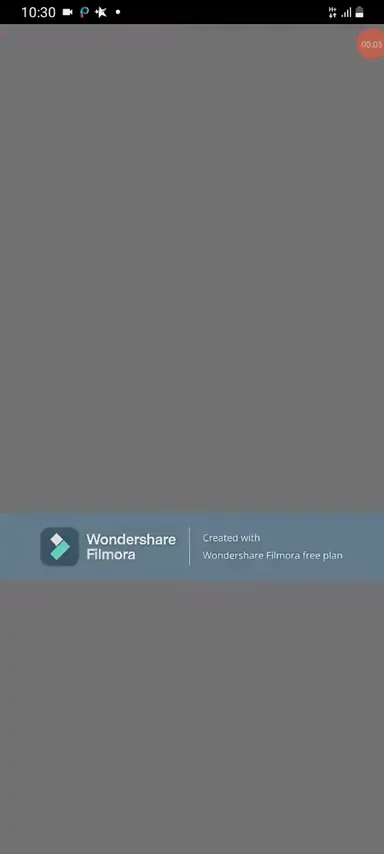 10:30
H+
00:03
Wondershare
Filmora
Created with
Wondershare Filmora free plan